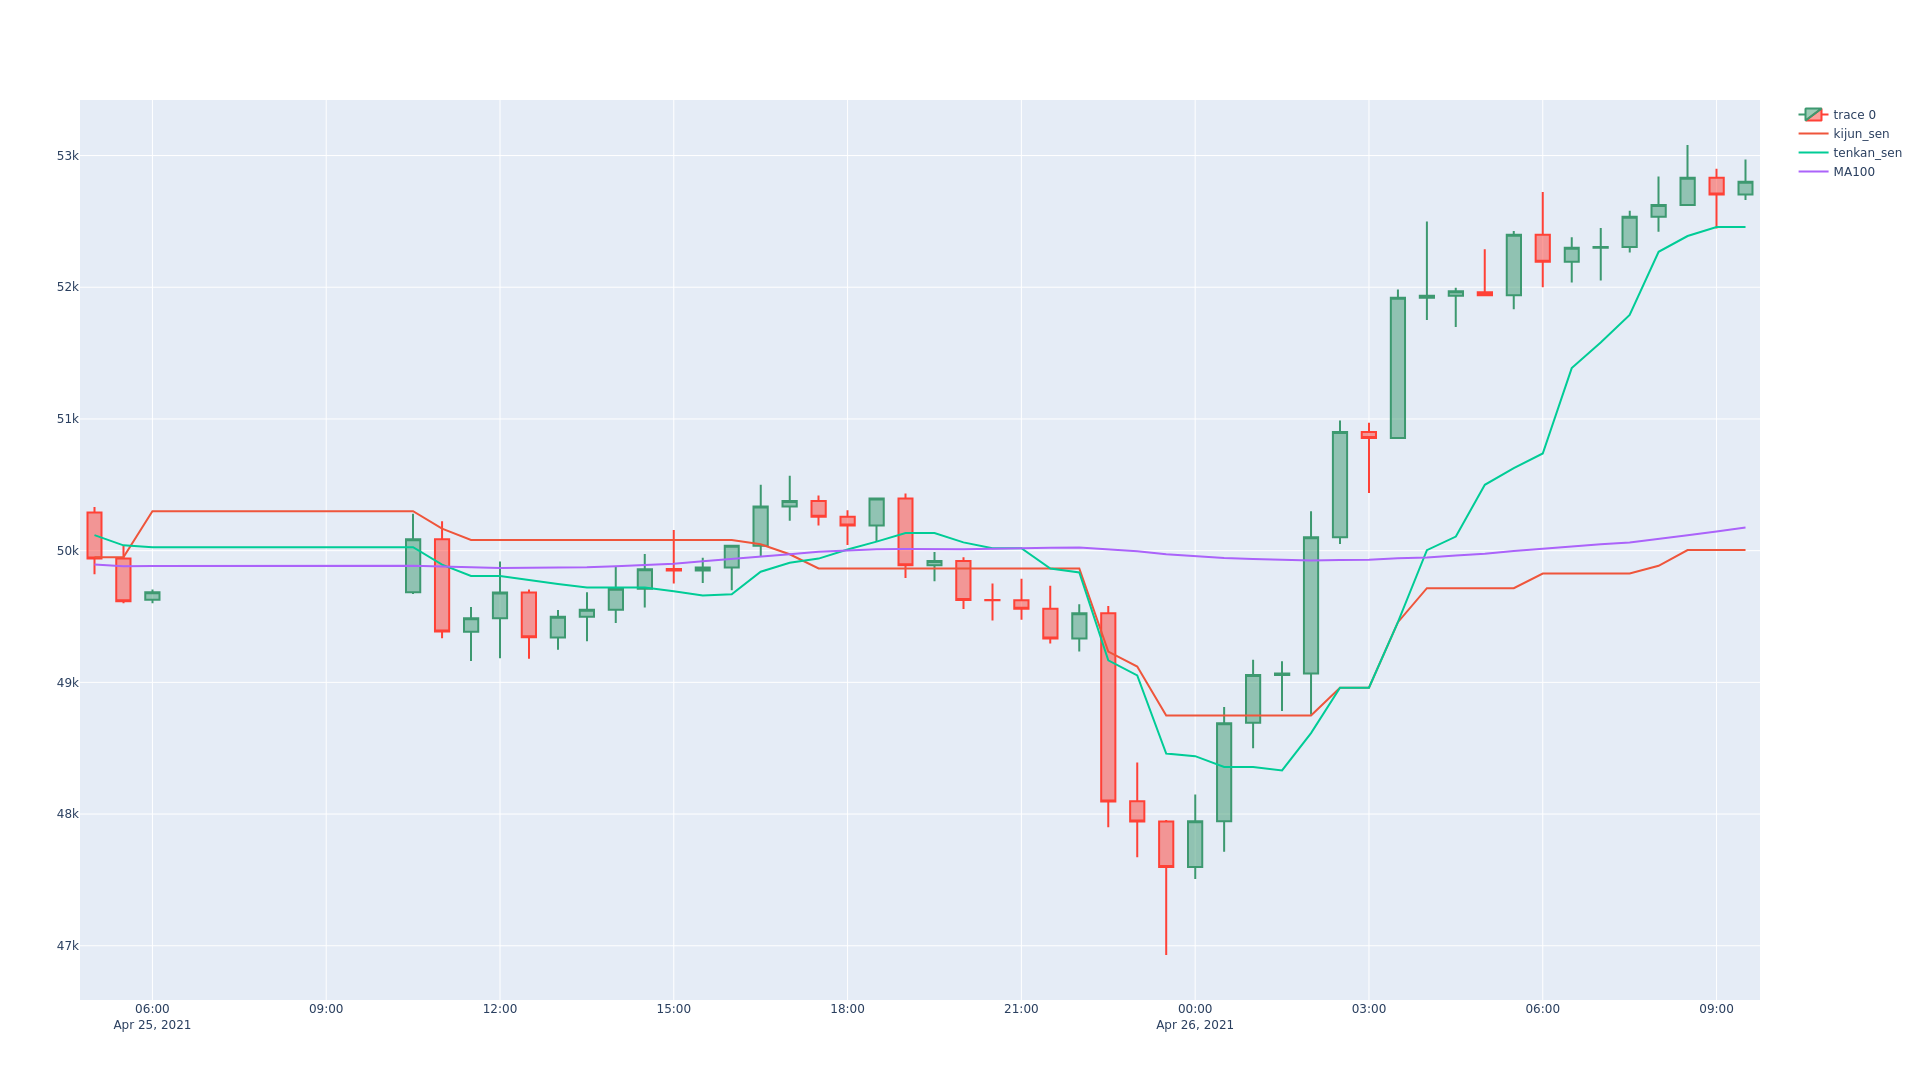 trace 0
kijun_sen
tenkan_sen
MA100
53k
52k
51k
50k
49k
48k
47k
06:00 09:00 12:00 15:00 18:00 21:00 00:00 03:00 06:00 09:00
Apr 25, 2021 Apr 26, 2021